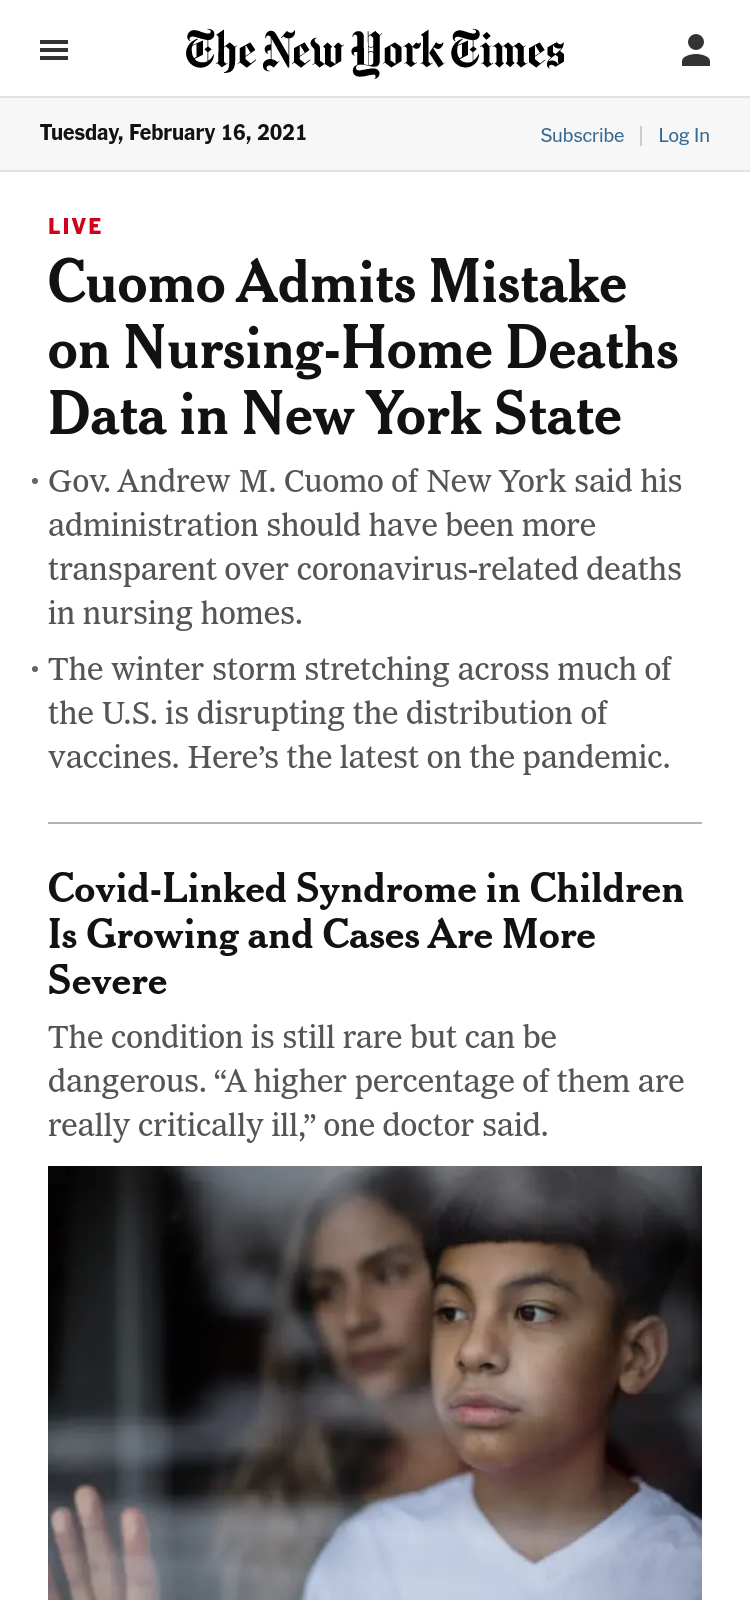 The New York Times
Tuesday, February 16, 2021
Subscribe | Log In
LIVE
Cuomo Admits Mistake
on Nursing-Home Deaths
Data in New York State
• Gov. Andrew M. Cuomo of New York said his
administration should have been more
transparent over coronavirus-related deaths
in nursing homes.
• The winter storm stretching across much of
the U.S. is disrupting the distribution of
vaccines. Here’s the latest on the pandemic.
Covid-Linked Syndrome in Children
Is Growing and Cases Are More
Severe
The condition is still rare but can be
dangerous. “A higher percentage of them are
really critically ill,” one doctor said.